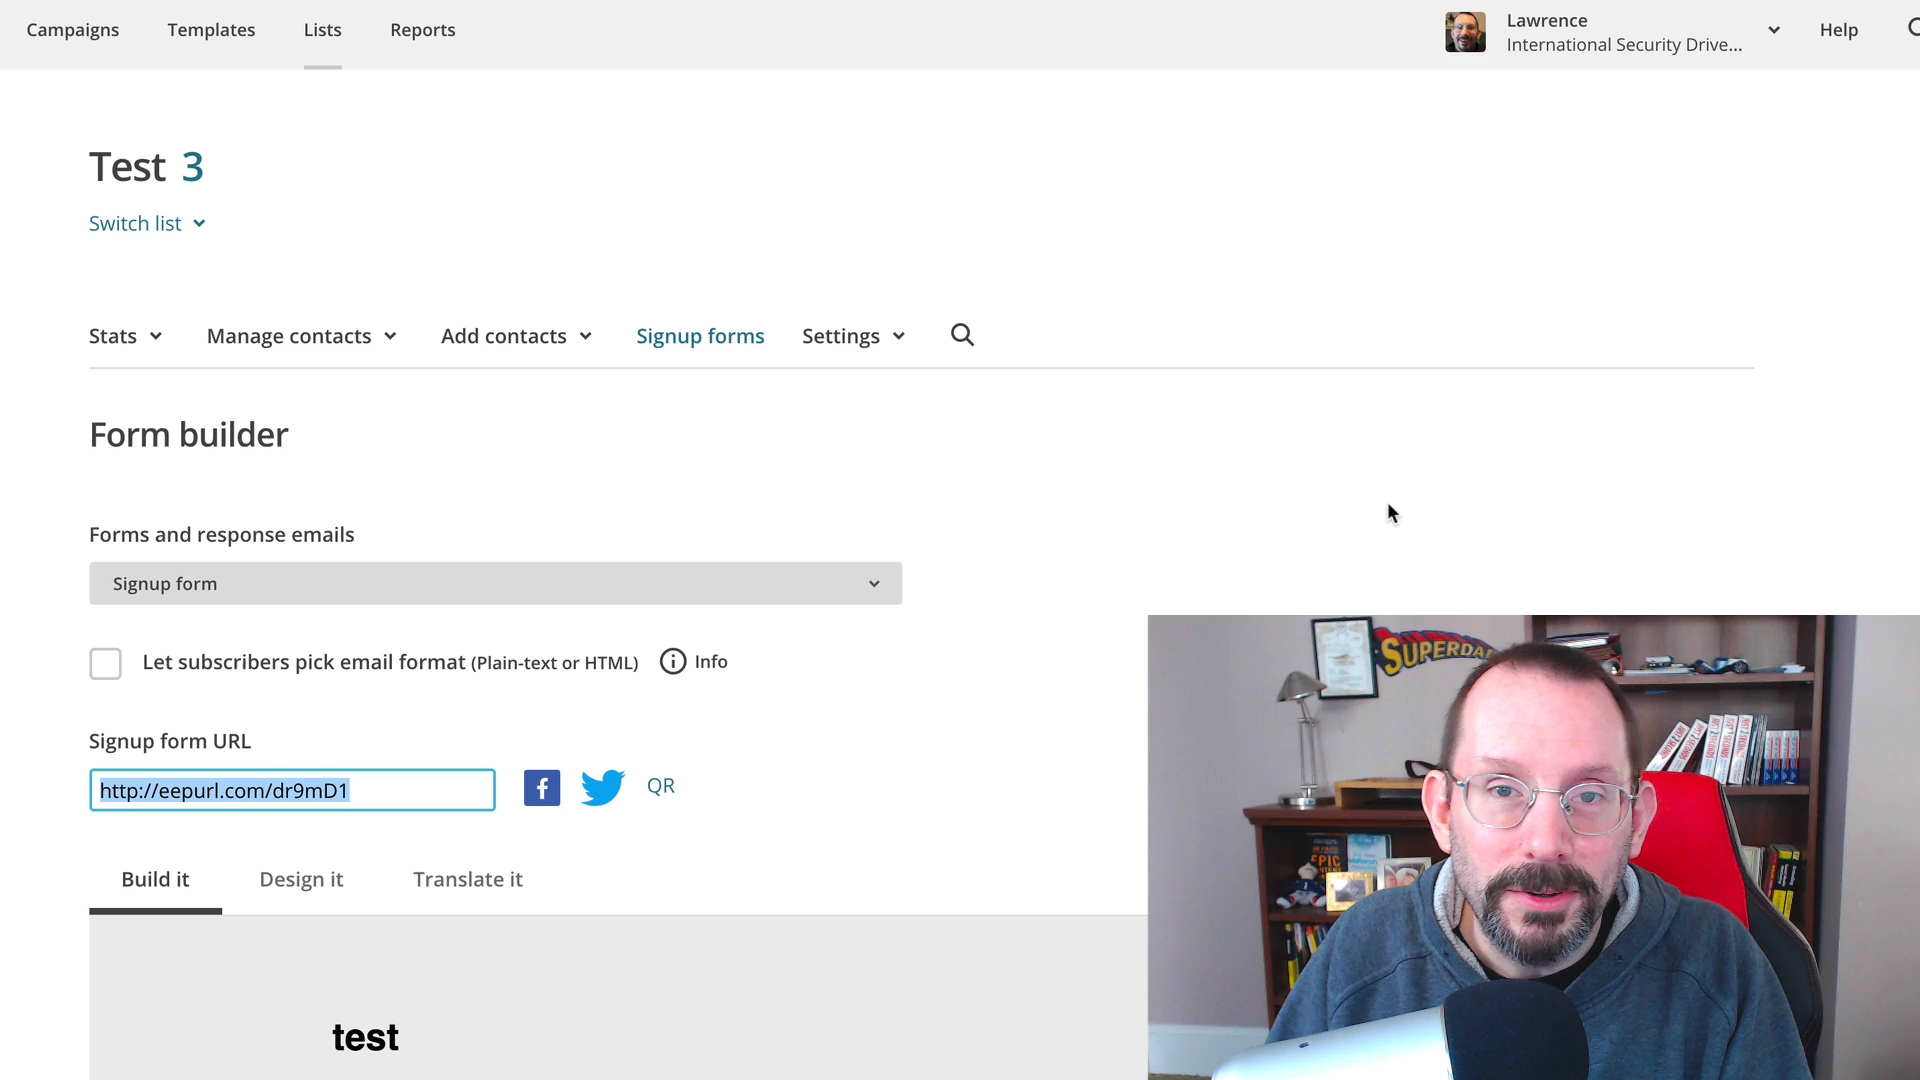 Campaigns Templates Lists Reports
Lawrence
International Security Drive...
Help
Test 3
Switch list
Stats Manage contacts Add contacts Signup forms Settings
Form builder
Forms and response emails
Signup form
Let subscribers pick email format (Plain-text or HTML) Info
Signup form URL
http://eepurl.com/dr9mD1
QR
Build it Design it Translate it
test
SUPERDA
EPIC